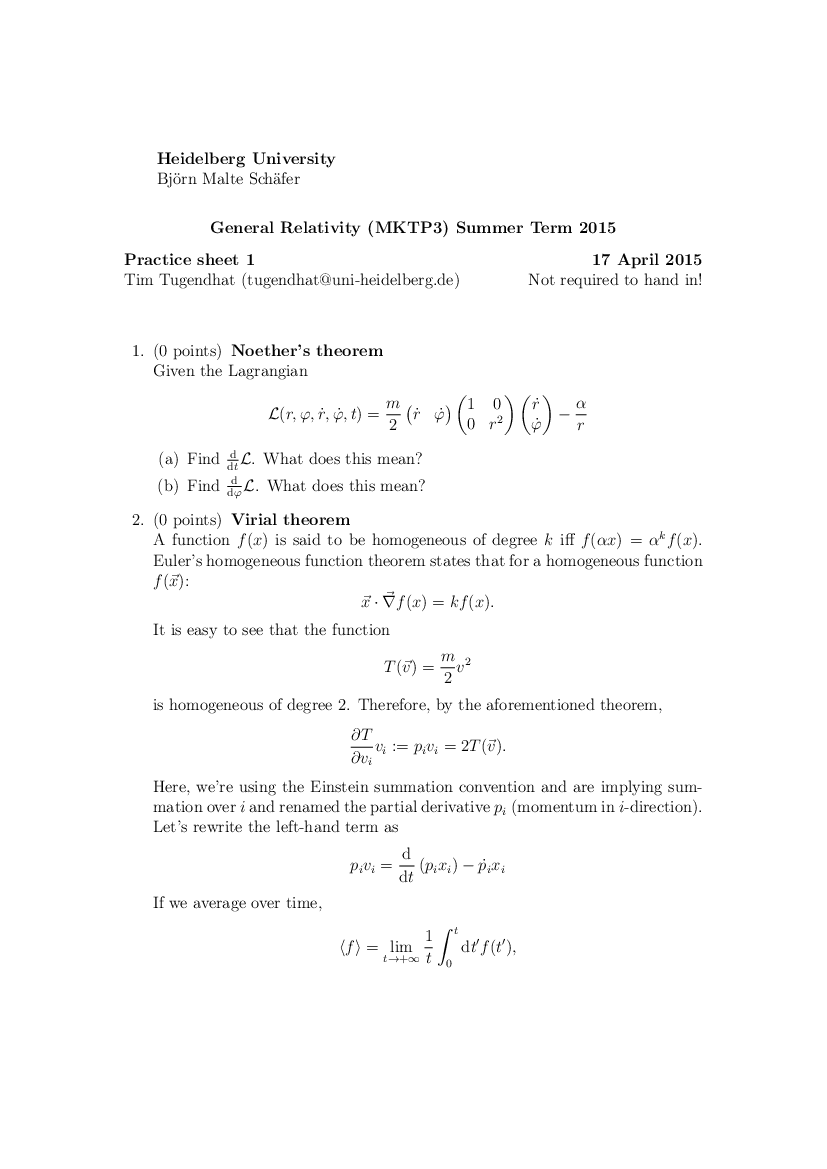 Heidelberg University
Björn Malte Schäfer
General Relativity (MKTP3) Summer Term 2015
Practice sheet 1 17 April 2015
Tim Tugendhat (tugendhat@uni-heidelberg.de) Not required to hand in!
1. (0 points) Noether's theorem
Given the Lagrangian
$\mathcal{L}(r, \varphi, \dot{r}, \dot{\varphi}, t) = \frac{m}{2} \begin{pmatrix} \dot{r} & \dot{\varphi} \end{pmatrix} \begin{pmatrix} 1 & 0 \\ 0 & r^2 \end{pmatrix} \begin{pmatrix} \dot{r} \\ \dot{\varphi} \end{pmatrix} - \frac{\alpha}{r}$
(a) Find $\frac{\mathrm{d}}{\mathrm{d}t}\mathcal{L}$. What does this mean?
(b) Find $\frac{\mathrm{d}}{\mathrm{d}\varphi}\mathcal{L}$. What does this mean?
2. (0 points) Virial theorem
A function $f(x)$ is said to be homogeneous of degree $k$ iff $f(\alpha x) = \alpha^k f(x)$.
Euler's homogeneous function theorem states that for a homogeneous function
$f(\vec{x})$:
$\vec{x} \cdot \vec{\nabla} f(x) = k f(x).$
It is easy to see that the function
$T(\vec{v}) = \frac{m}{2} v^2$
is homogeneous of degree 2. Therefore, by the aforementioned theorem,
$\frac{\partial T}{\partial v_i} v_i := p_i v_i = 2T(\vec{v}).$
Here, we're using the Einstein summation convention and are implying sum-
mation over $i$ and renamed the partial derivative $p_i$ (momentum in $i$-direction).
Let's rewrite the left-hand term as
$p_i v_i = \frac{\mathrm{d}}{\mathrm{d}t} (p_i x_i) - \dot{p}_i x_i$
If we average over time,
$\langle f \rangle = \lim_{t \to +\infty} \frac{1}{t} \int_0^t \mathrm{d}t' f(t'),$